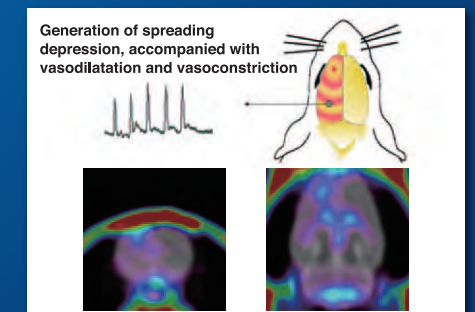 Generation of spreading
depression, accompanied with
vasodilatation and vasoconstriction